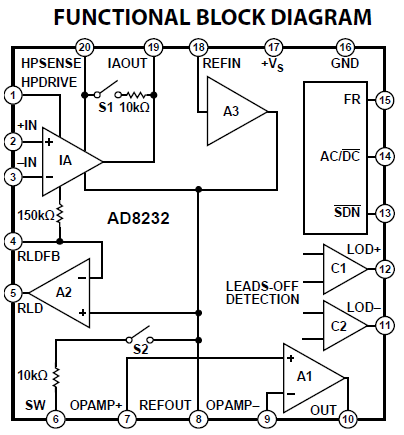 FUNCTIONAL BLOCK DIAGRAM
20 19 18 17 16
HPSENSE IAOUT REFIN +VS GND
HPDRIVE
1
S1 10kΩ
A3
FR 15
+IN
2
+
IA
AC/DC 14
–IN
3
–
150kΩ
AD8232
SDN 13
4
RLDFB
LOD+
C1 12
A2
–
+
LEADS-OFF
DETECTION
5
RLD
LOD–
C2 11
S2
10kΩ
+
A1
–
SW OPAMP+ REFOUT OPAMP– OUT
6 7 8 9 10